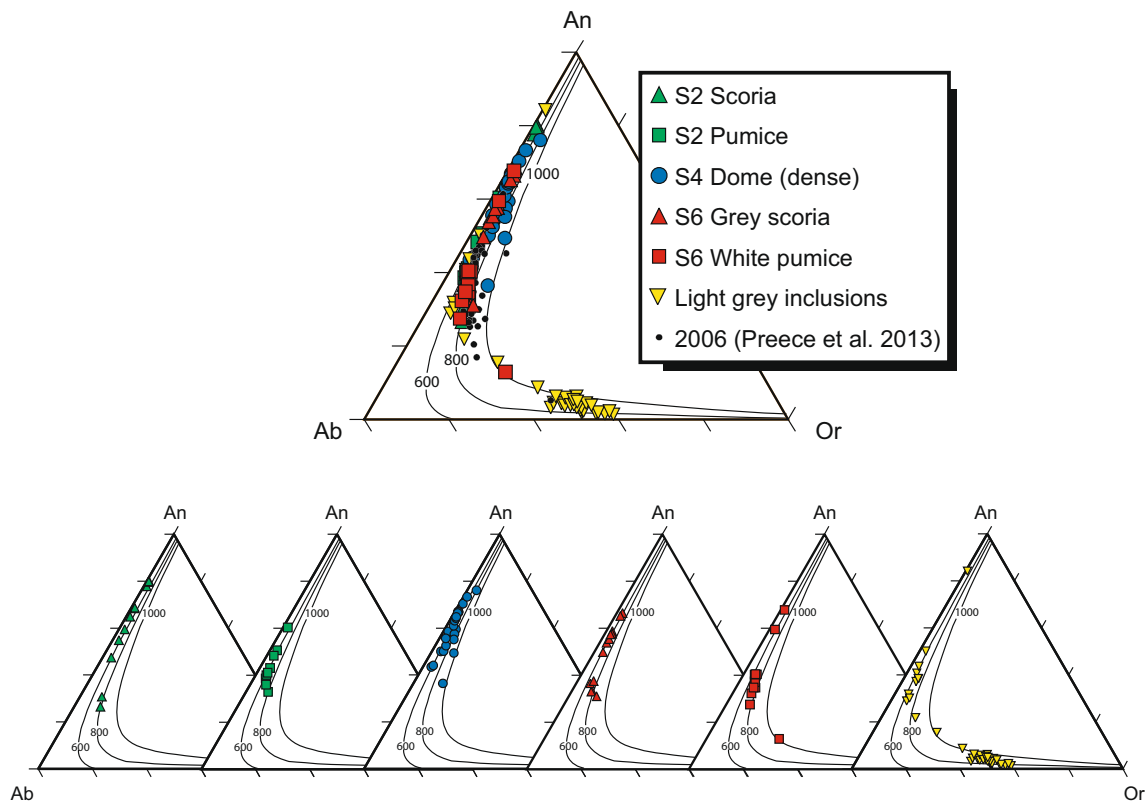 An
S2 Scoria
S2 Pumice
S4 Dome (dense)
S6 Grey scoria
S6 White pumice
Light grey inclusions
2006 (Preece et al. 2013)
1000
800
600
Ab
Or
An
An
An
An
An
An
1000
1000
1000
1000
1000
1000
800
800
800
800
800
800
600
600
600
600
600
600
Ab
Or